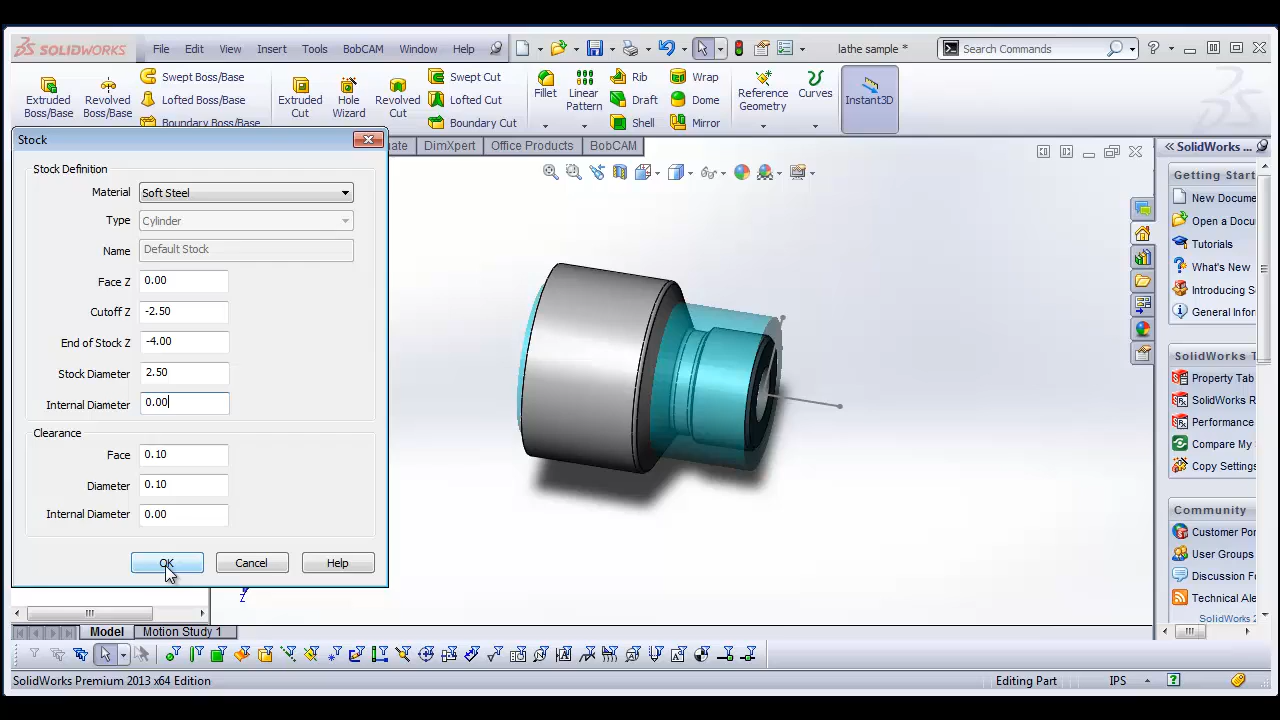 SOLIDWORKS File Edit View Insert Tools BobCAM Window Help lathe sample * Search Commands
Extruded Boss/Base
Revolved Boss/Base
Swept Boss/Base
Lofted Boss/Base
Boundary Boss/Base
Extruded Cut
Hole Wizard
Revolved Cut
Swept Cut
Lofted Cut
Boundary Cut
Fillet
Linear Pattern
Rib
Draft
Shell
Wrap
Dome
Mirror
Reference Geometry
Curves
Instant3D
DimXpert Office Products BobCAM
Stock
Stock Definition
Material Soft Steel
Type Cylinder
Name Default Stock
Face Z 0.00
Cutoff Z -2.50
End of Stock Z -4.00
Stock Diameter 2.50
Internal Diameter 0.00
Clearance
Face 0.10
Diameter 0.10
Internal Diameter 0.00
OK Cancel Help
Z
SolidWorks ...
Getting Start
New Docume
Open a Docu
Tutorials
What's New
Introducing S
General Infor
SolidWorks T
Property Tab
SolidWorks R
Performance
Compare My
Copy Settings
Community
Customer Por
User Groups
Discussion F
Technical Ale
SolidWorks 2
Model Motion Study 1
SolidWorks Premium 2013 x64 Edition Editing Part IPS